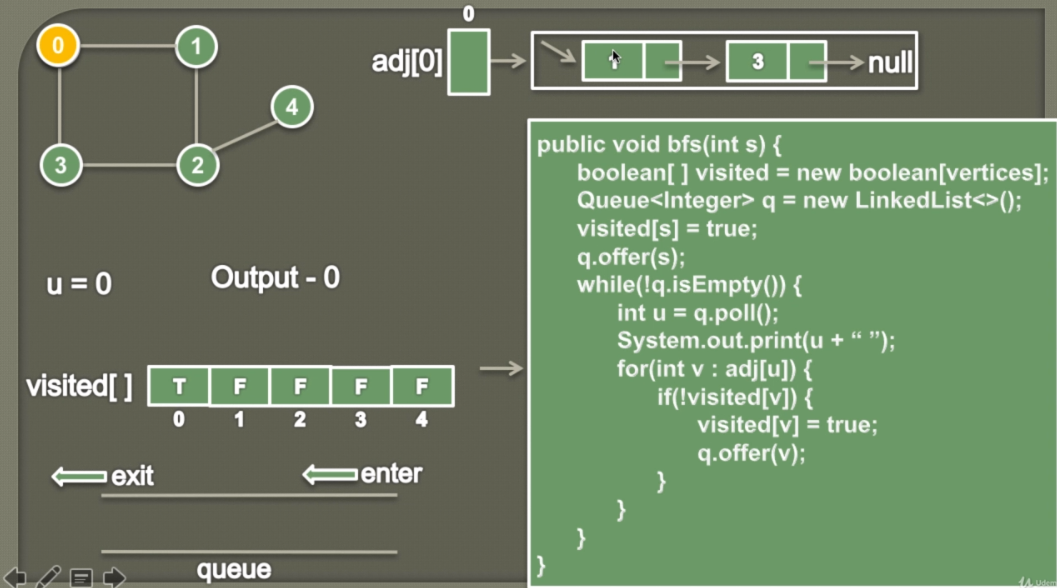 0
0
1
adj[0]
1
3
null
4
3
2
public void bfs(int s) {
boolean[ ] visited = new boolean[vertices];
Queue<Integer> q = new LinkedList<>();
visited[s] = true;
q.offer(s);
while(!q.isEmpty()) {
int u = q.poll();
System.out.print(u + “ ”);
for(int v : adj[u]) {
if(!visited[v]) {
visited[v] = true;
q.offer(v);
}
}
}
}
u = 0
Output - 0
visited[ ] T F F F F
0 1 2 3 4
exit
enter
queue
Udemy